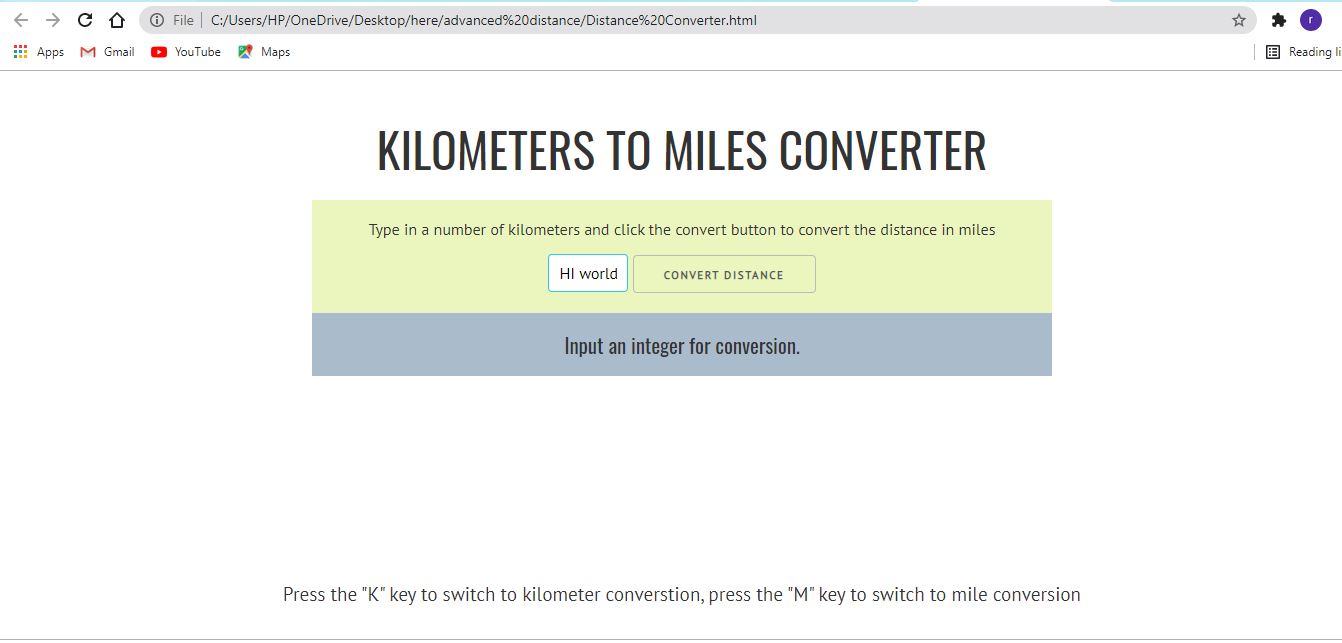 File C:/Users/HP/OneDrive/Desktop/here/advanced%20distance/Distance%20Converter.html r
Apps Gmail YouTube Maps Reading li
KILOMETERS TO MILES CONVERTER
Type in a number of kilometers and click the convert button to convert the distance in miles
HI world CONVERT DISTANCE
Input an integer for conversion.
Press the "K" key to switch to kilometer converstion, press the "M" key to switch to mile conversion